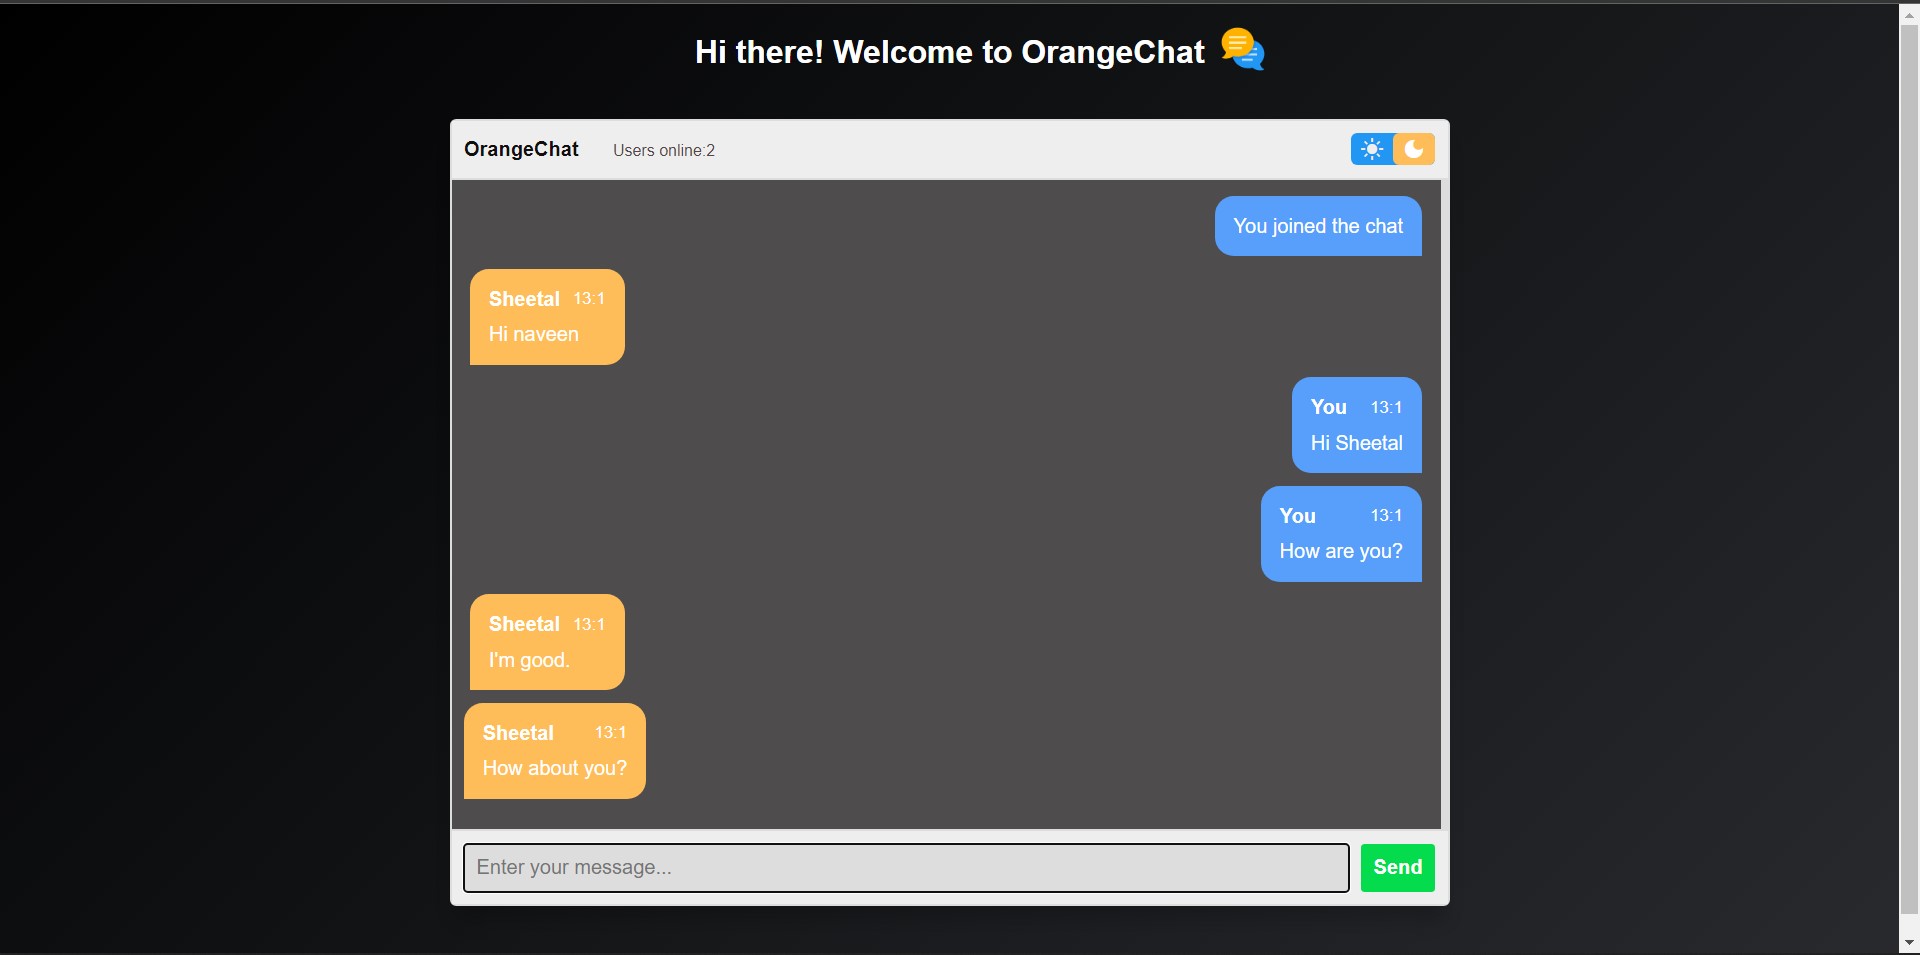 Hi there! Welcome to OrangeChat
OrangeChat Users online:2
You joined the chat
Sheetal 13:1
Hi naveen
You 13:1
Hi Sheetal
You 13:1
How are you?
Sheetal 13:1
I'm good.
Sheetal 13:1
How about you?
Enter your message...
Send